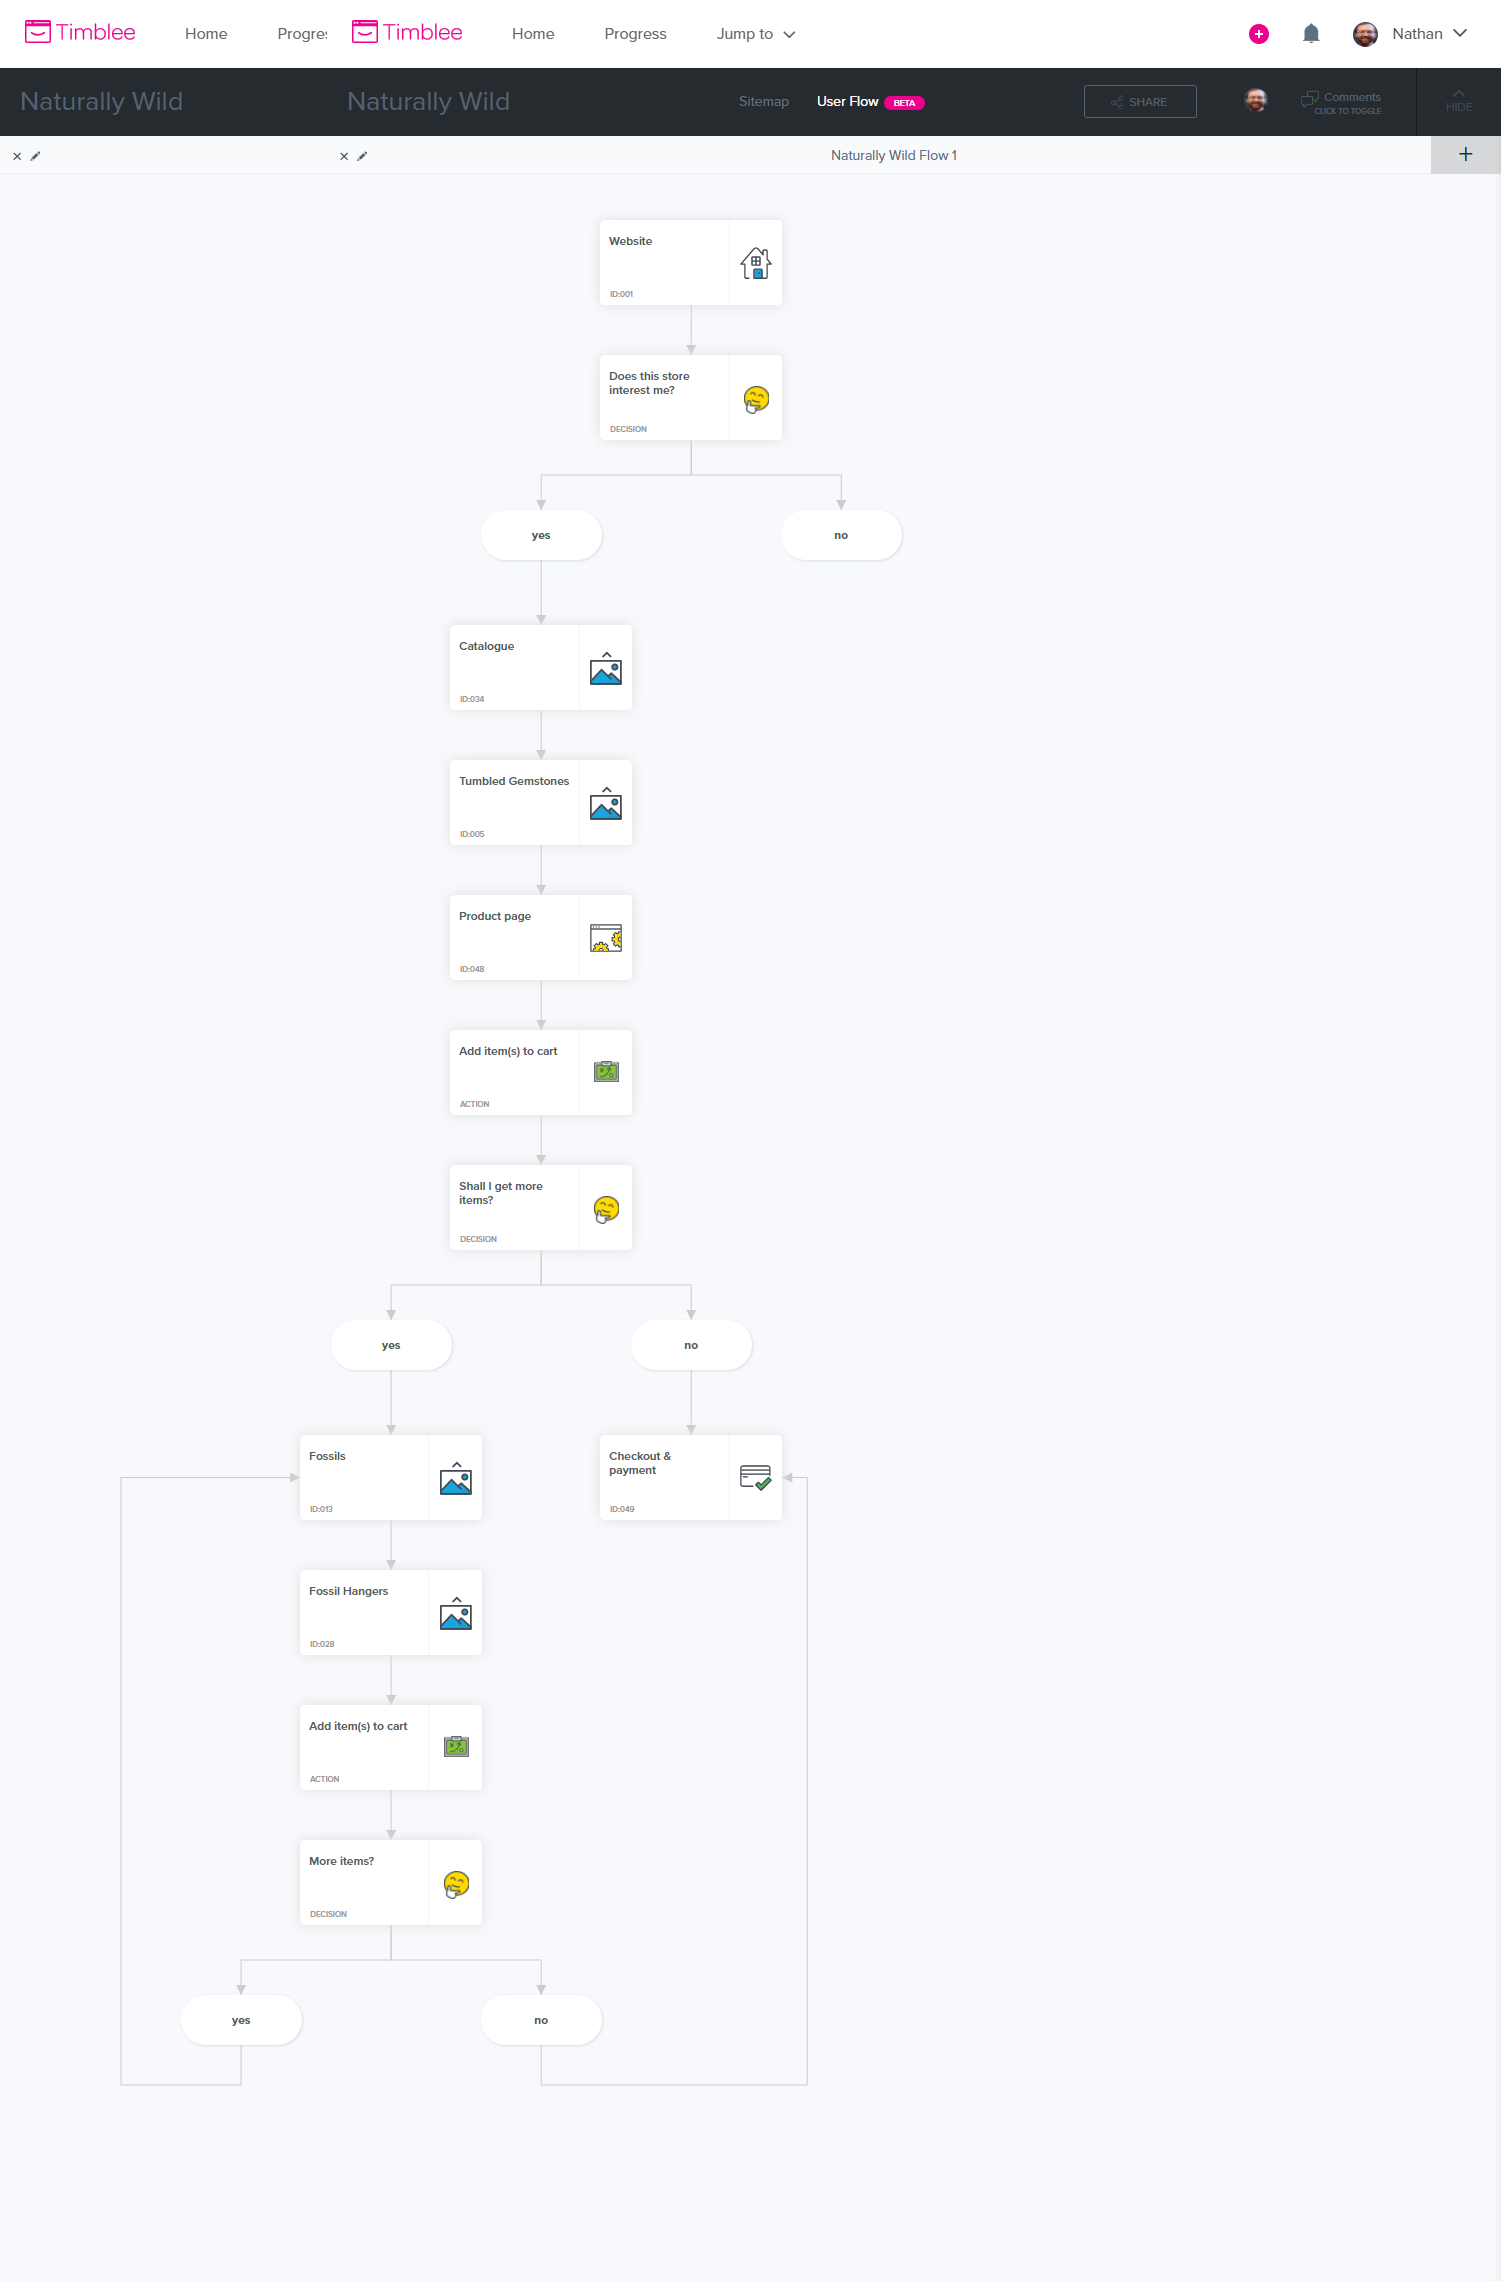 Timblee Home Progres Timblee Home Progress Jump to Nathan
Naturally Wild Naturally Wild Sitemap User Flow BETA SHARE Comments
CLICK TO TOGGLE
HIDE
Naturally Wild Flow 1
Website
ID:001
Does this store
interest me?
DECISION
yes no
Catalogue
ID:034
Tumbled Gemstones
ID:005
Product page
ID:048
Add item(s) to cart
ACTION
Shall I get more
items?
DECISION
yes no
Fossils
ID:013
Checkout &
payment
ID:049
Fossil Hangers
ID:028
Add item(s) to cart
ACTION
More items?
DECISION
yes no